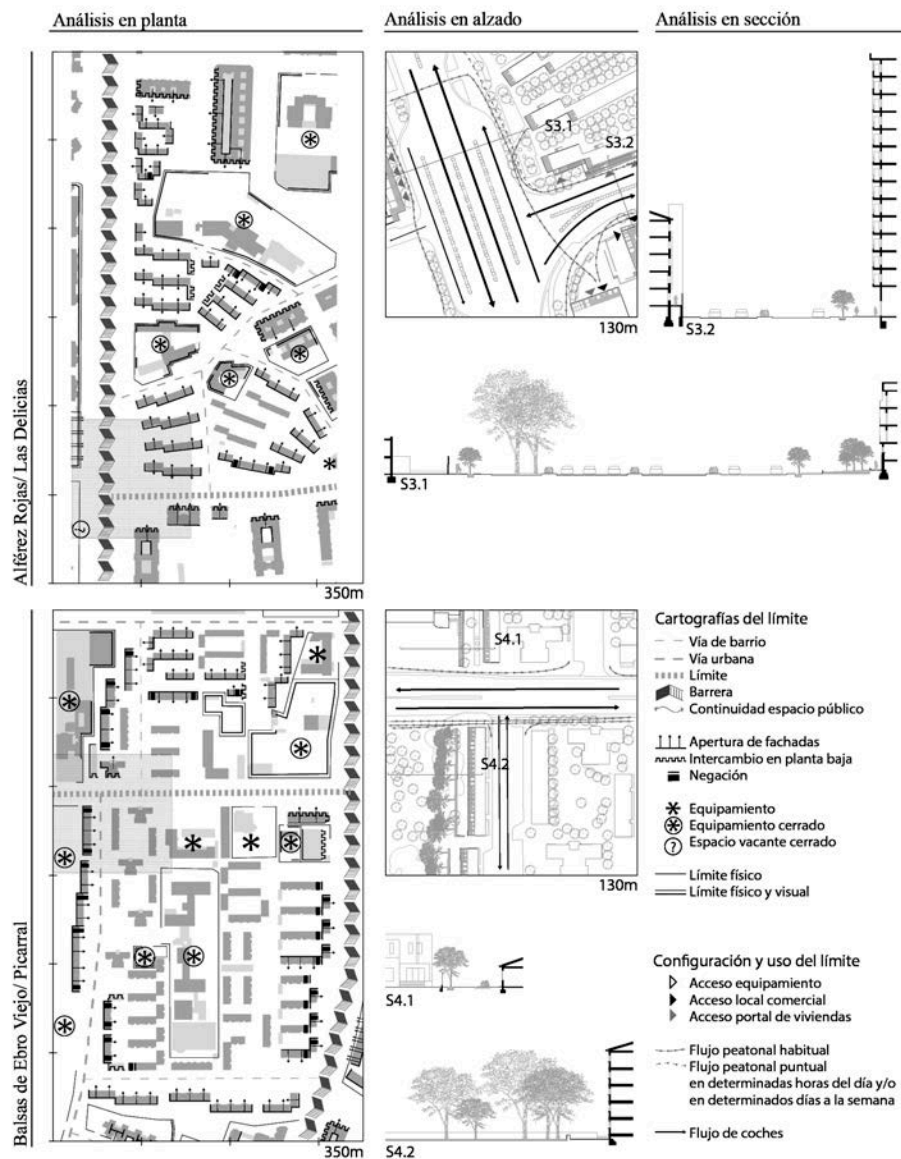 Análisis en planta
Análisis en alzado
Análisis en sección
Alférez Rojas/ Las Delicias
S3.1
S3.2
130m
S3.2
S3.1
?
350m
Balsas de Ebro Viejo/ Picarral
S4.1
S4.2
130m
S4.1
S4.2
350m
Cartografías del límite
Vía de barrio
Vía urbana
Límite
Barrera
Continuidad espacio público
Apertura de fachadas
Intercambio en planta baja
Negación
Equipamiento
Equipamiento cerrado
? Espacio vacante cerrado
Límite físico
Límite físico y visual
Configuración y uso del límite
Acceso equipamiento
Acceso local comercial
Acceso portal de viviendas
Flujo peatonal habitual
Flujo peatonal puntual
en determinadas horas del día y/o
en determinados días a la semana
Flujo de coches